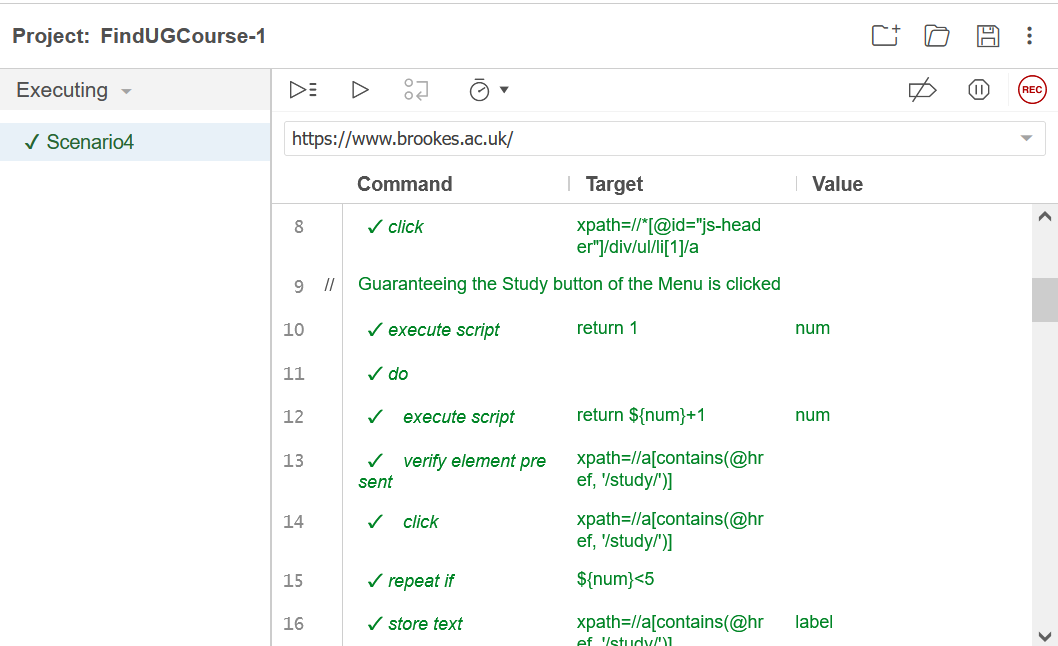 Project: FindUGCourse-1
Executing
✓ Scenario4
REC
https://www.brookes.ac.uk/
Command Target Value
8 ✓ click xpath=//*[@id="js-head
er"]/div/ul/li[1]/a
9 // Guaranteeing the Study button of the Menu is clicked
10 ✓ execute script return 1 num
11 ✓ do
12 ✓ execute script return ${num}+1 num
13 ✓ verify element pre xpath=//a[contains(@hr
sent ef, '/study/')]
14 ✓ click xpath=//a[contains(@hr
ef, '/study/')]
15 ✓ repeat if ${num}<5
16 ✓ store text xpath=//a[contains(@hr label
ef, '/study/')]